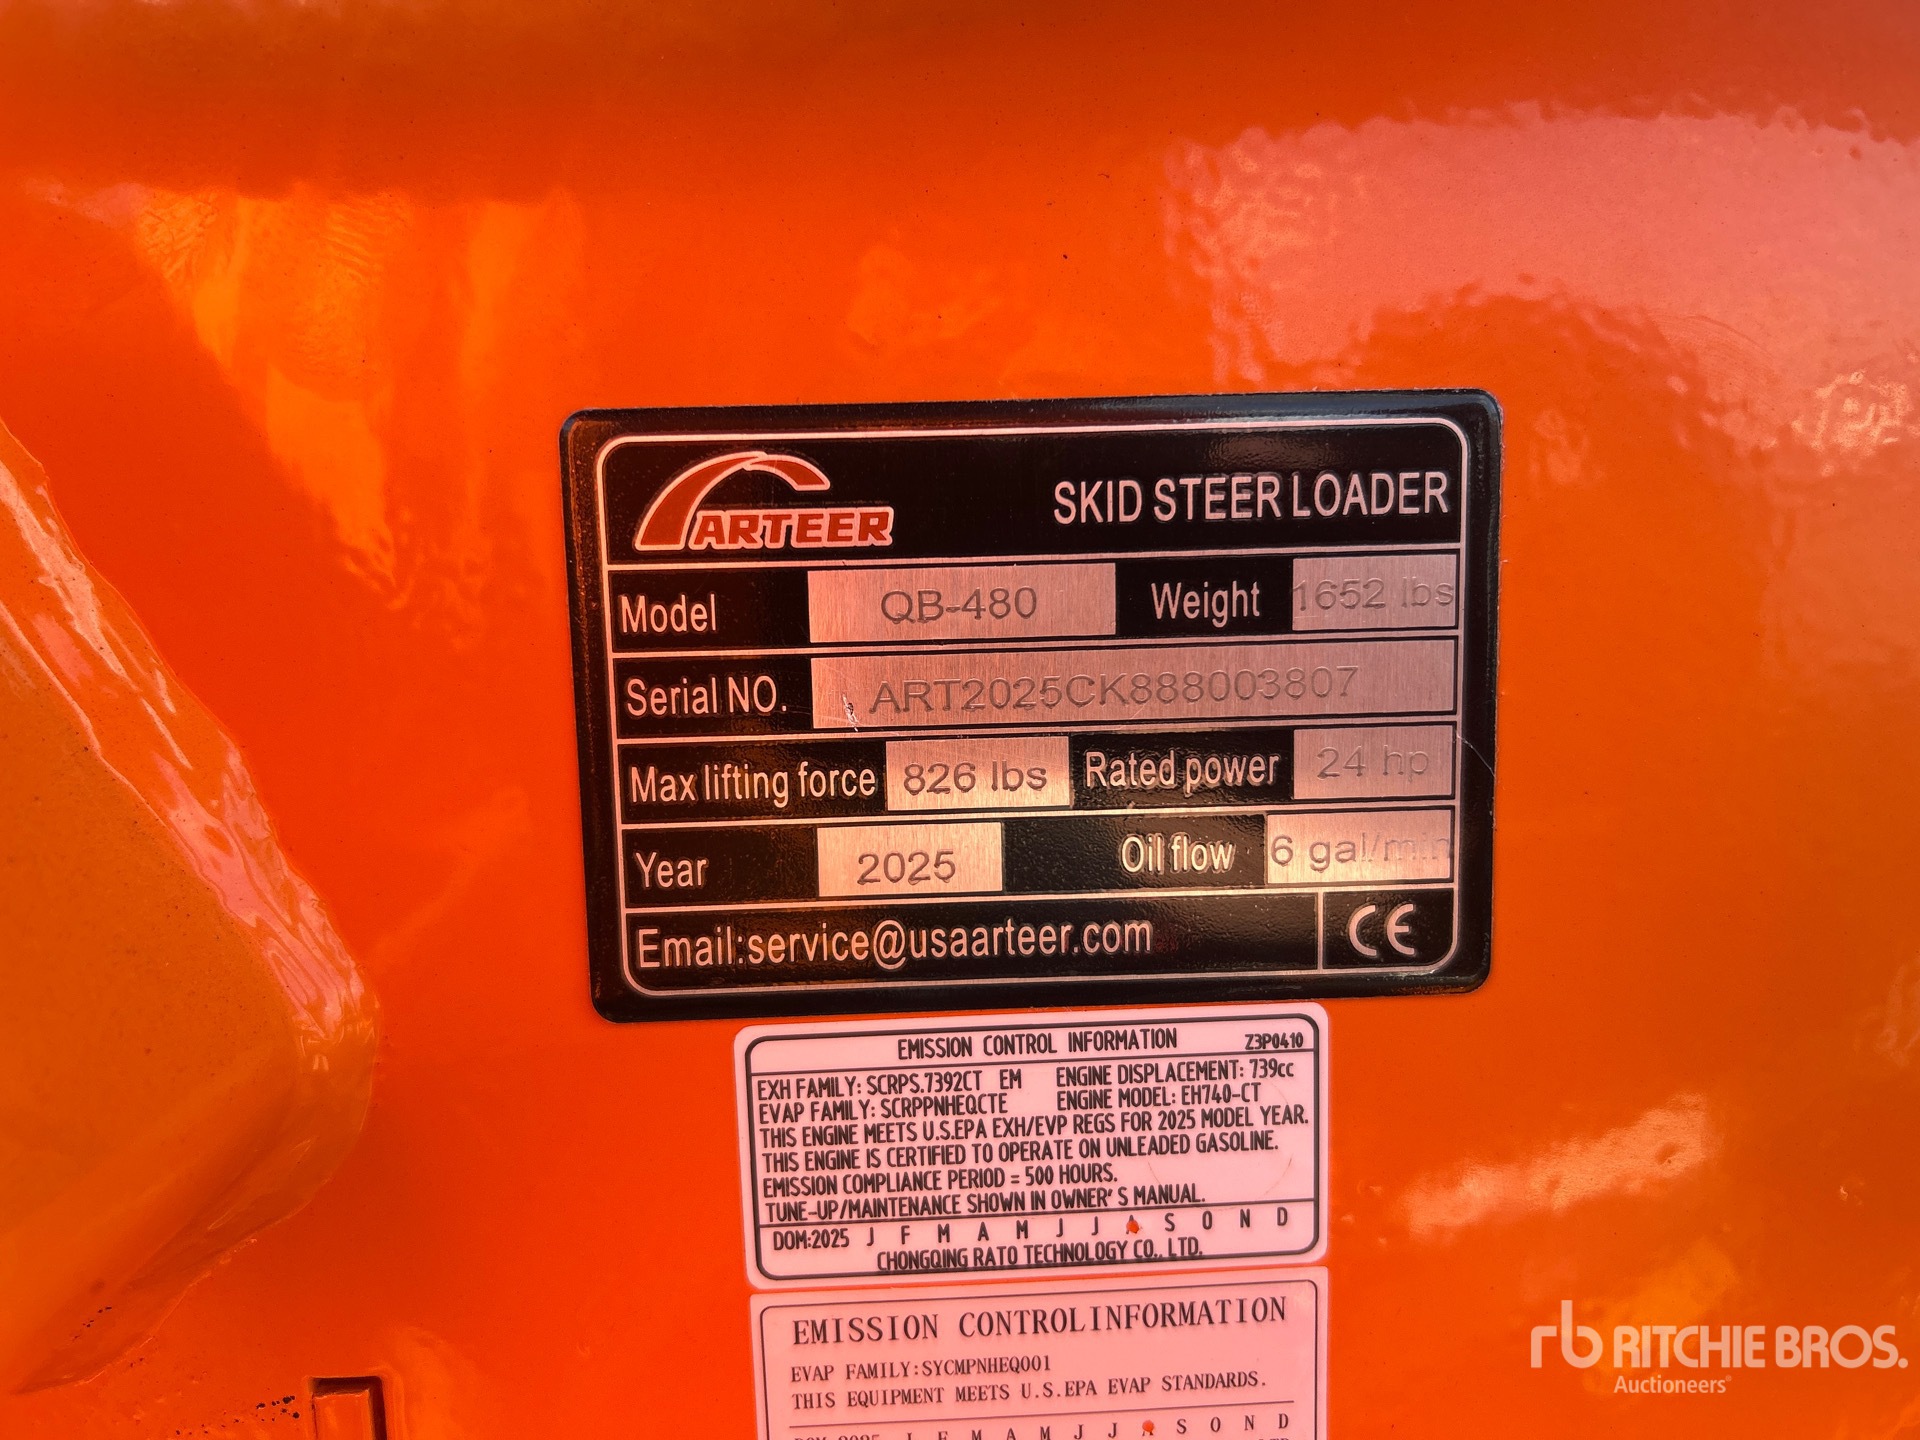 ARTEER SKID STEER LOADER
Model QB-480 Weight 1652 lbs
Serial NO. ART2025CK888003807
Max lifting force 826 lbs Rated power 24 hp
Year 2025 Oil flow 6 gal/min
Email:service@usaarteer.com CE
EMISSION CONTROL INFORMATION Z3P0410
EXH FAMILY: SCRPS.7392CT EM ENGINE DISPLACEMENT: 739cc
EVAP FAMILY: SCRPPNHEQCTE ENGINE MODEL: EH740-CT
THIS ENGINE MEETS U.S.EPA EXH/EVP REGS FOR 2025 MODEL YEAR.
THIS ENGINE IS CERTIFIED TO OPERATE ON UNLEADED GASOLINE.
EMISSION COMPLIANCE PERIOD = 500 HOURS.
TUNE-UP/MAINTENANCE SHOWN IN OWNER'S MANUAL.
DOM:2025 J F M A M J J A S O N D
CHONGQING RATO TECHNOLOGY CO., LTD.
EMISSION CONTROLINFORMATION
EVAP FAMILY:SYCMPNHEQ001
THIS EQUIPMENT MEETS U.S.EPA EVAP STANDARDS.
DOM:2025 J F M A M J J A S O N D
rb RITCHIE BROS.
Auctioneers